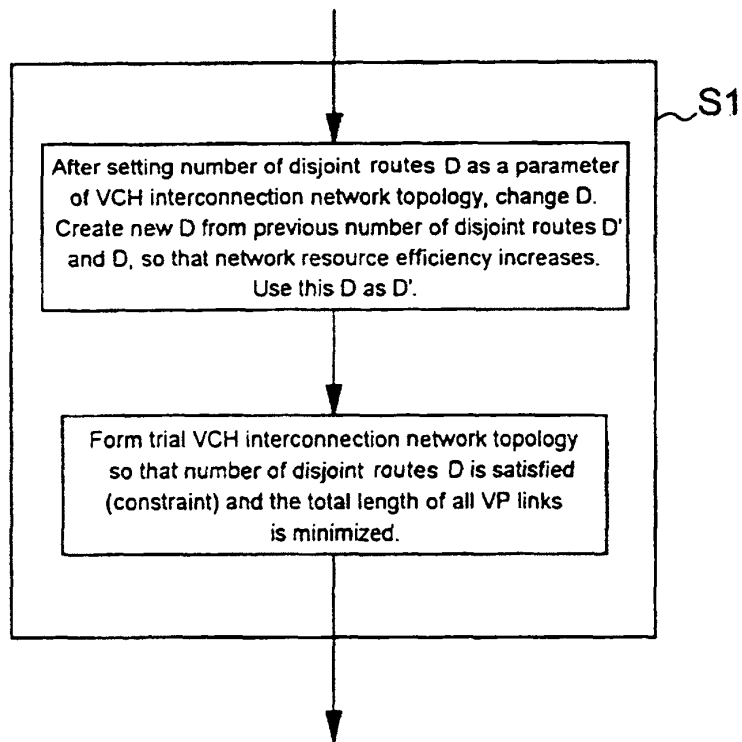 S1
After setting number of disjoint routes D as a parameter
of VCH interconnection network topology, change D.
Create new D from previous number of disjoint routes D'
and D, so that network resource efficiency increases.
Use this D as D'.
Form trial VCH interconnection network topology
so that number of disjoint routes D is satisfied
(constraint) and the total length of all VP links
is minimized.